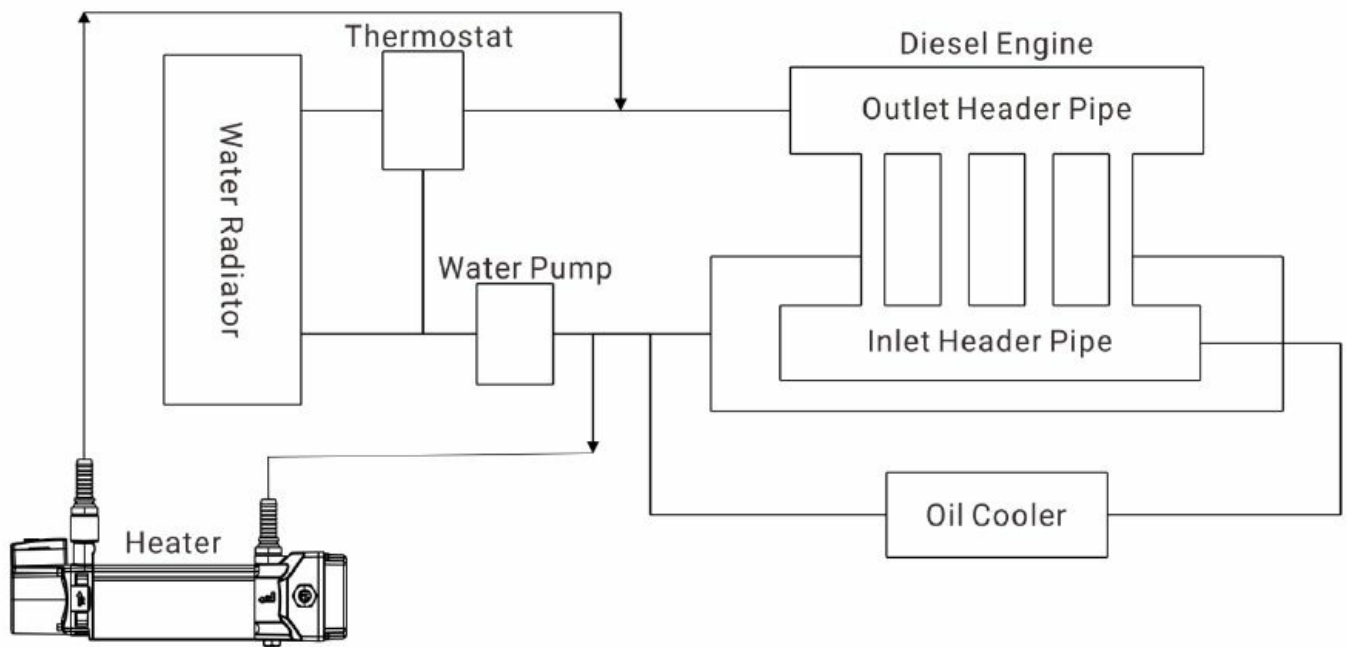 Thermostat
Diesel Engine
Outlet Header Pipe
Water Radiator
Water Pump
Inlet Header Pipe
Oil Cooler
Heater